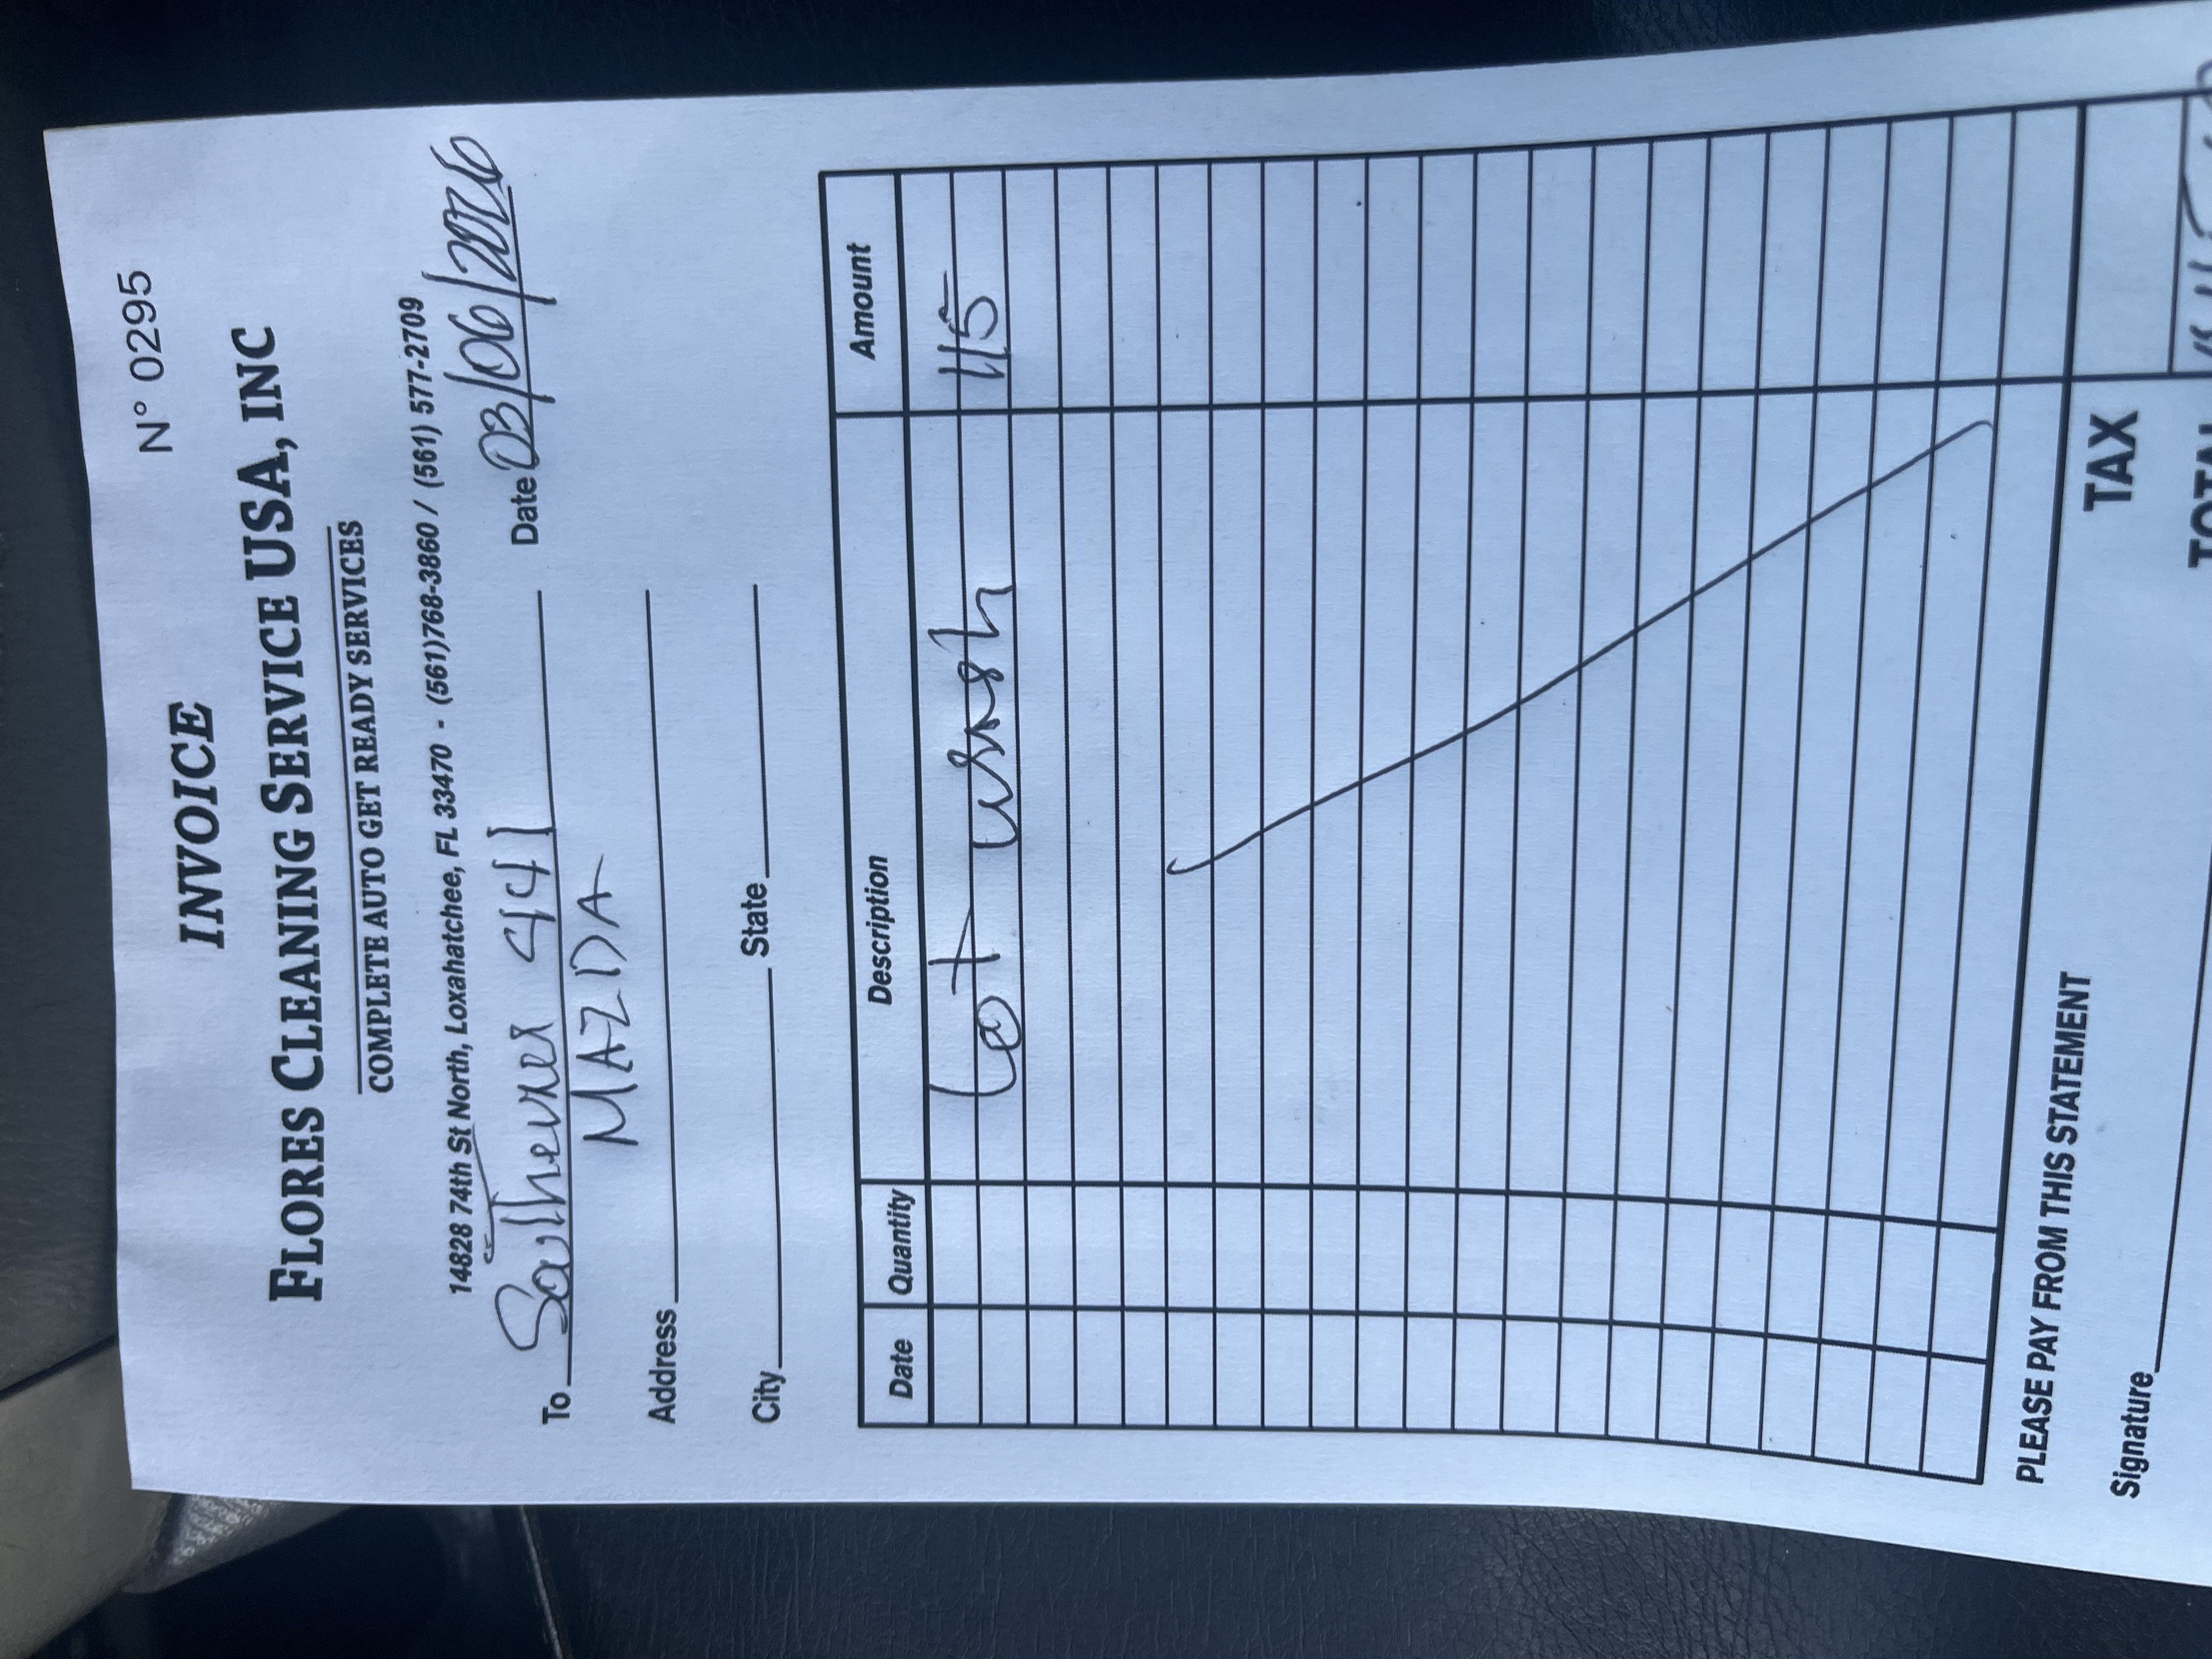 N° 0295
INVOICE
FLORES CLEANING SERVICE USA, INC
COMPLETE AUTO GET READY SERVICES
14828 74th St North, Loxahatchee, FL 33470 - (561)768-3860 / (561) 577-2709
To Southern 441 Date 03/06/2026
MAZDA
Address
City State
Date Quantity Description Amount
Lot wash 115
PLEASE PAY FROM THIS STATEMENT
TAX
Signature
TOTAL